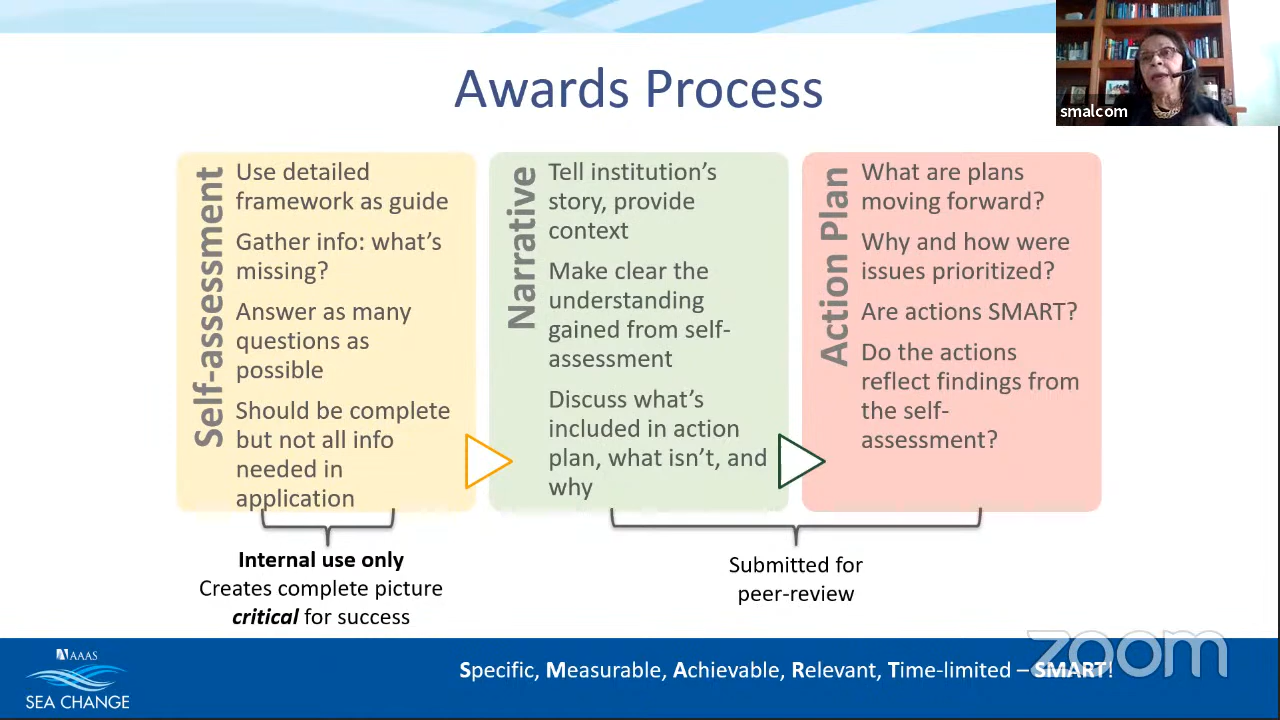 Awards Process
smalcom
Self-assessment
Use detailed
framework as guide
Gather info: what's
missing?
Answer as many
questions as
possible
Should be complete
but not all info
needed in
application
Narrative
Tell institution's
story, provide
context
Make clear the
understanding
gained from self-
assessment
Discuss what's
included in action
plan, what isn't, and
why
Action Plan
What are plans
moving forward?
Why and how were
issues prioritized?
Are actions SMART?
Do the actions
reflect findings from
the self-
assessment?
Internal use only
Creates complete picture
critical for success
Submitted for
peer-review
AAAS
SEA CHANGE
Specific, Measurable, Achievable, Relevant, Time-limited – SMART!
zoom